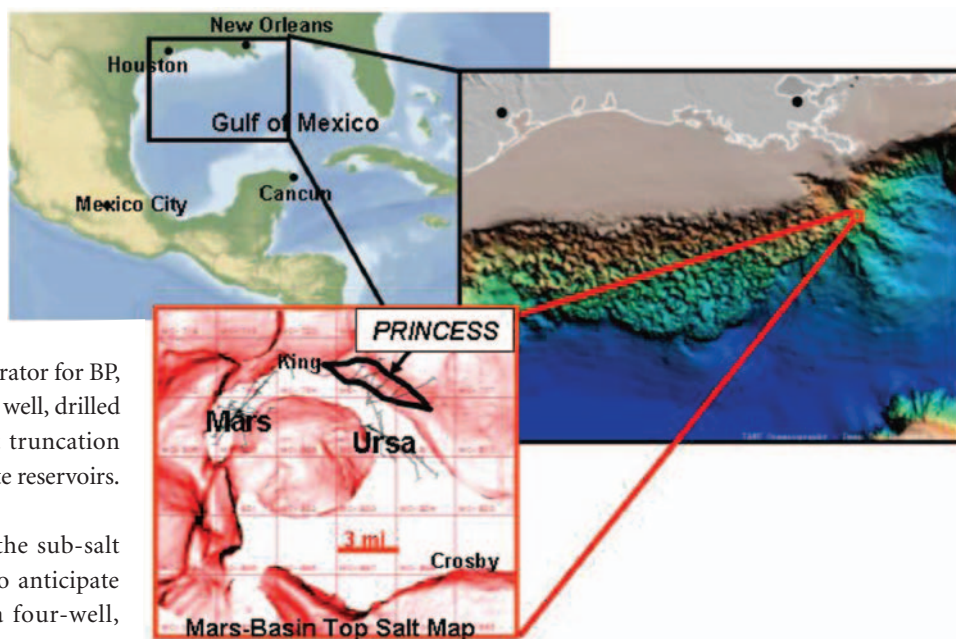 New Orleans
Houston
Gulf of Mexico
Cancun
Mexico City
PRINCESS
King
Mars
Ursa
3 mi
Crosby
Mars-Basin Top Salt Map
rator for BP,
well, drilled
truncation
te reservoirs.
the sub-salt
o anticipate
four-well,